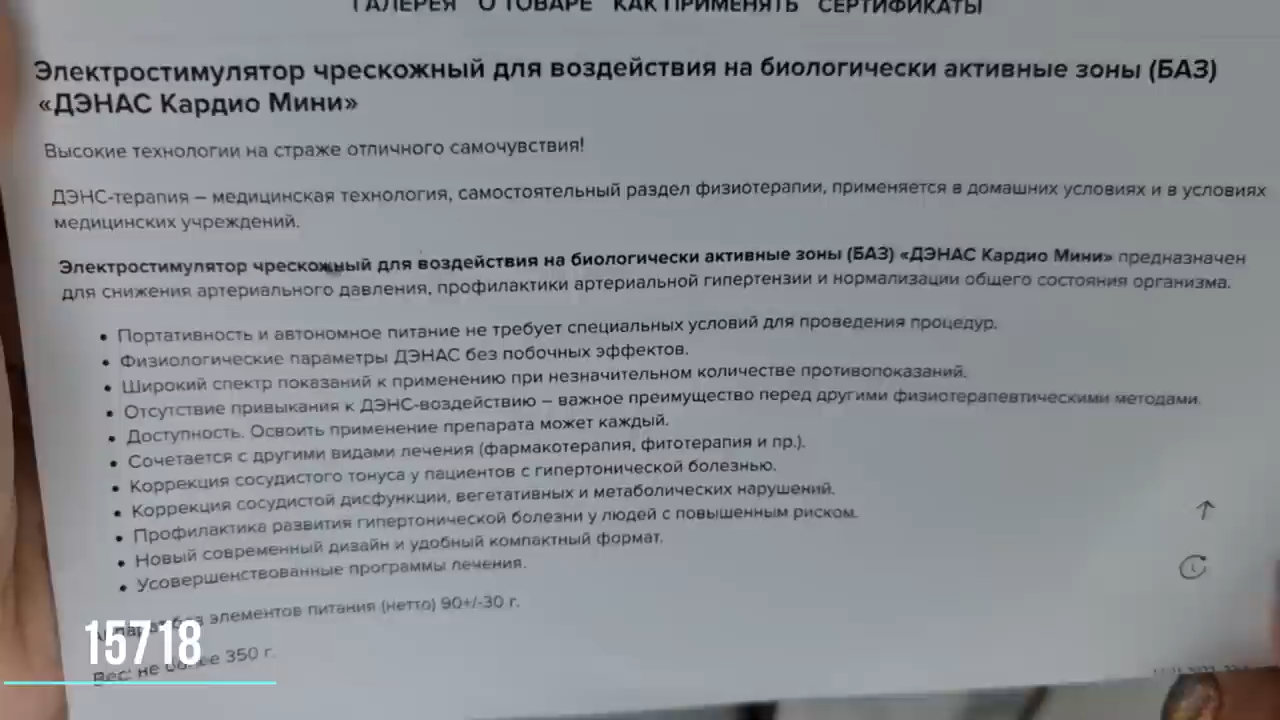 ГАЛЕРЕЯ О ТОВАРЕ КАК ПРИМЕНЯТЬ СЕРТИФИКАТЫ
Электростимулятор чрескожный для воздействия на биологически активные зоны (БАЗ)
«ДЭНАС Кардио Мини»
Высокие технологии на страже отличного самочувствия!
ДЭНС-терапия – медицинская технология, самостоятельный раздел физиотерапии, применяется в домашних условиях и в условиях
медицинских учреждений.
Электростимулятор чрескожный для воздействия на биологически активные зоны (БАЗ) «ДЭНАС Кардио Мини» предназначен
для снижения артериального давления, профилактики артериальной гипертензии и нормализации общего состояния организма.
• Портативность и автономное питание не требует специальных условий для проведения процедур.
• Физиологические параметры ДЭНАС без побочных эффектов.
• Широкий спектр показаний к применению при незначительном количестве противопоказаний.
• Отсутствие привыкания к ДЭНС-воздействию – важное преимущество перед другими физиотерапевтическими методами.
• Доступность. Освоить применение препарата может каждый.
• Сочетается с другими видами лечения (фармакотерапия, фитотерапия и пр.).
• Коррекция сосудистого тонуса у пациентов с гипертонической болезнью.
• Коррекция сосудистой дисфункции, вегетативных и метаболических нарушений.
• Профилактика развития гипертонической болезни у людей с повышенным риском.
• Новый современный дизайн и удобный компактный формат.
• Усовершенствованные программы лечения.
элементов питания (нетто) 90+/-30 г.
15718
Вес: не 350 г.